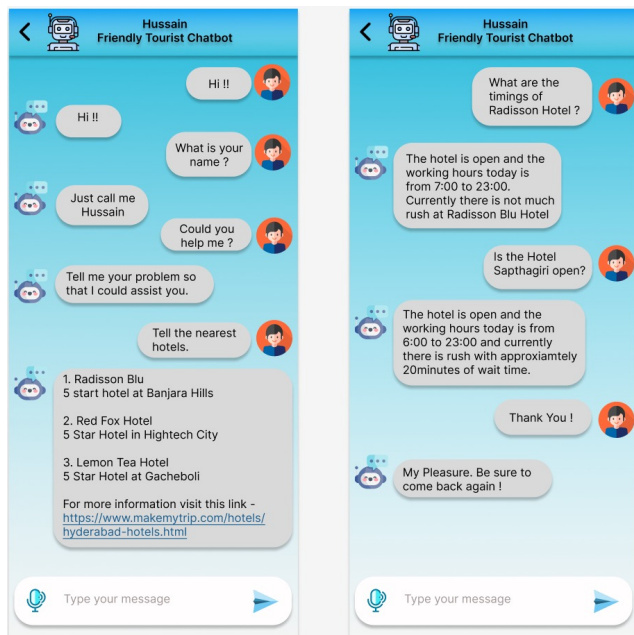 Hussain
Friendly Tourist Chatbot
Hi !!
Hi !!
What is your
name ?
Just call me
Hussain
Could you
help me ?
Tell me your problem so
that I could assist you.
Tell the nearest
hotels.
1. Radisson Blu
5 start hotel at Banjara Hills
2. Red Fox Hotel
5 Star Hotel in Hightech City
3. Lemon Tea Hotel
5 Star Hotel at Gacheboli
For more information visit this link -
https://www.makemytrip.com/hotels/
hyderabad-hotels.html
Type your message
Hussain
Friendly Tourist Chatbot
What are the
timings of
Radisson Hotel ?
The hotel is open and the
working hours today is
from 7:00 to 23:00.
Currently there is not much
rush at Radisson Blu Hotel
Is the Hotel
Sapthagiri open?
The hotel is open and the
working hours today is from
6:00 to 23:00 and currently
there is rush with approxiamtely
20minutes of wait time.
Thank You !
My Pleasure. Be sure to
come back again !
Type your message